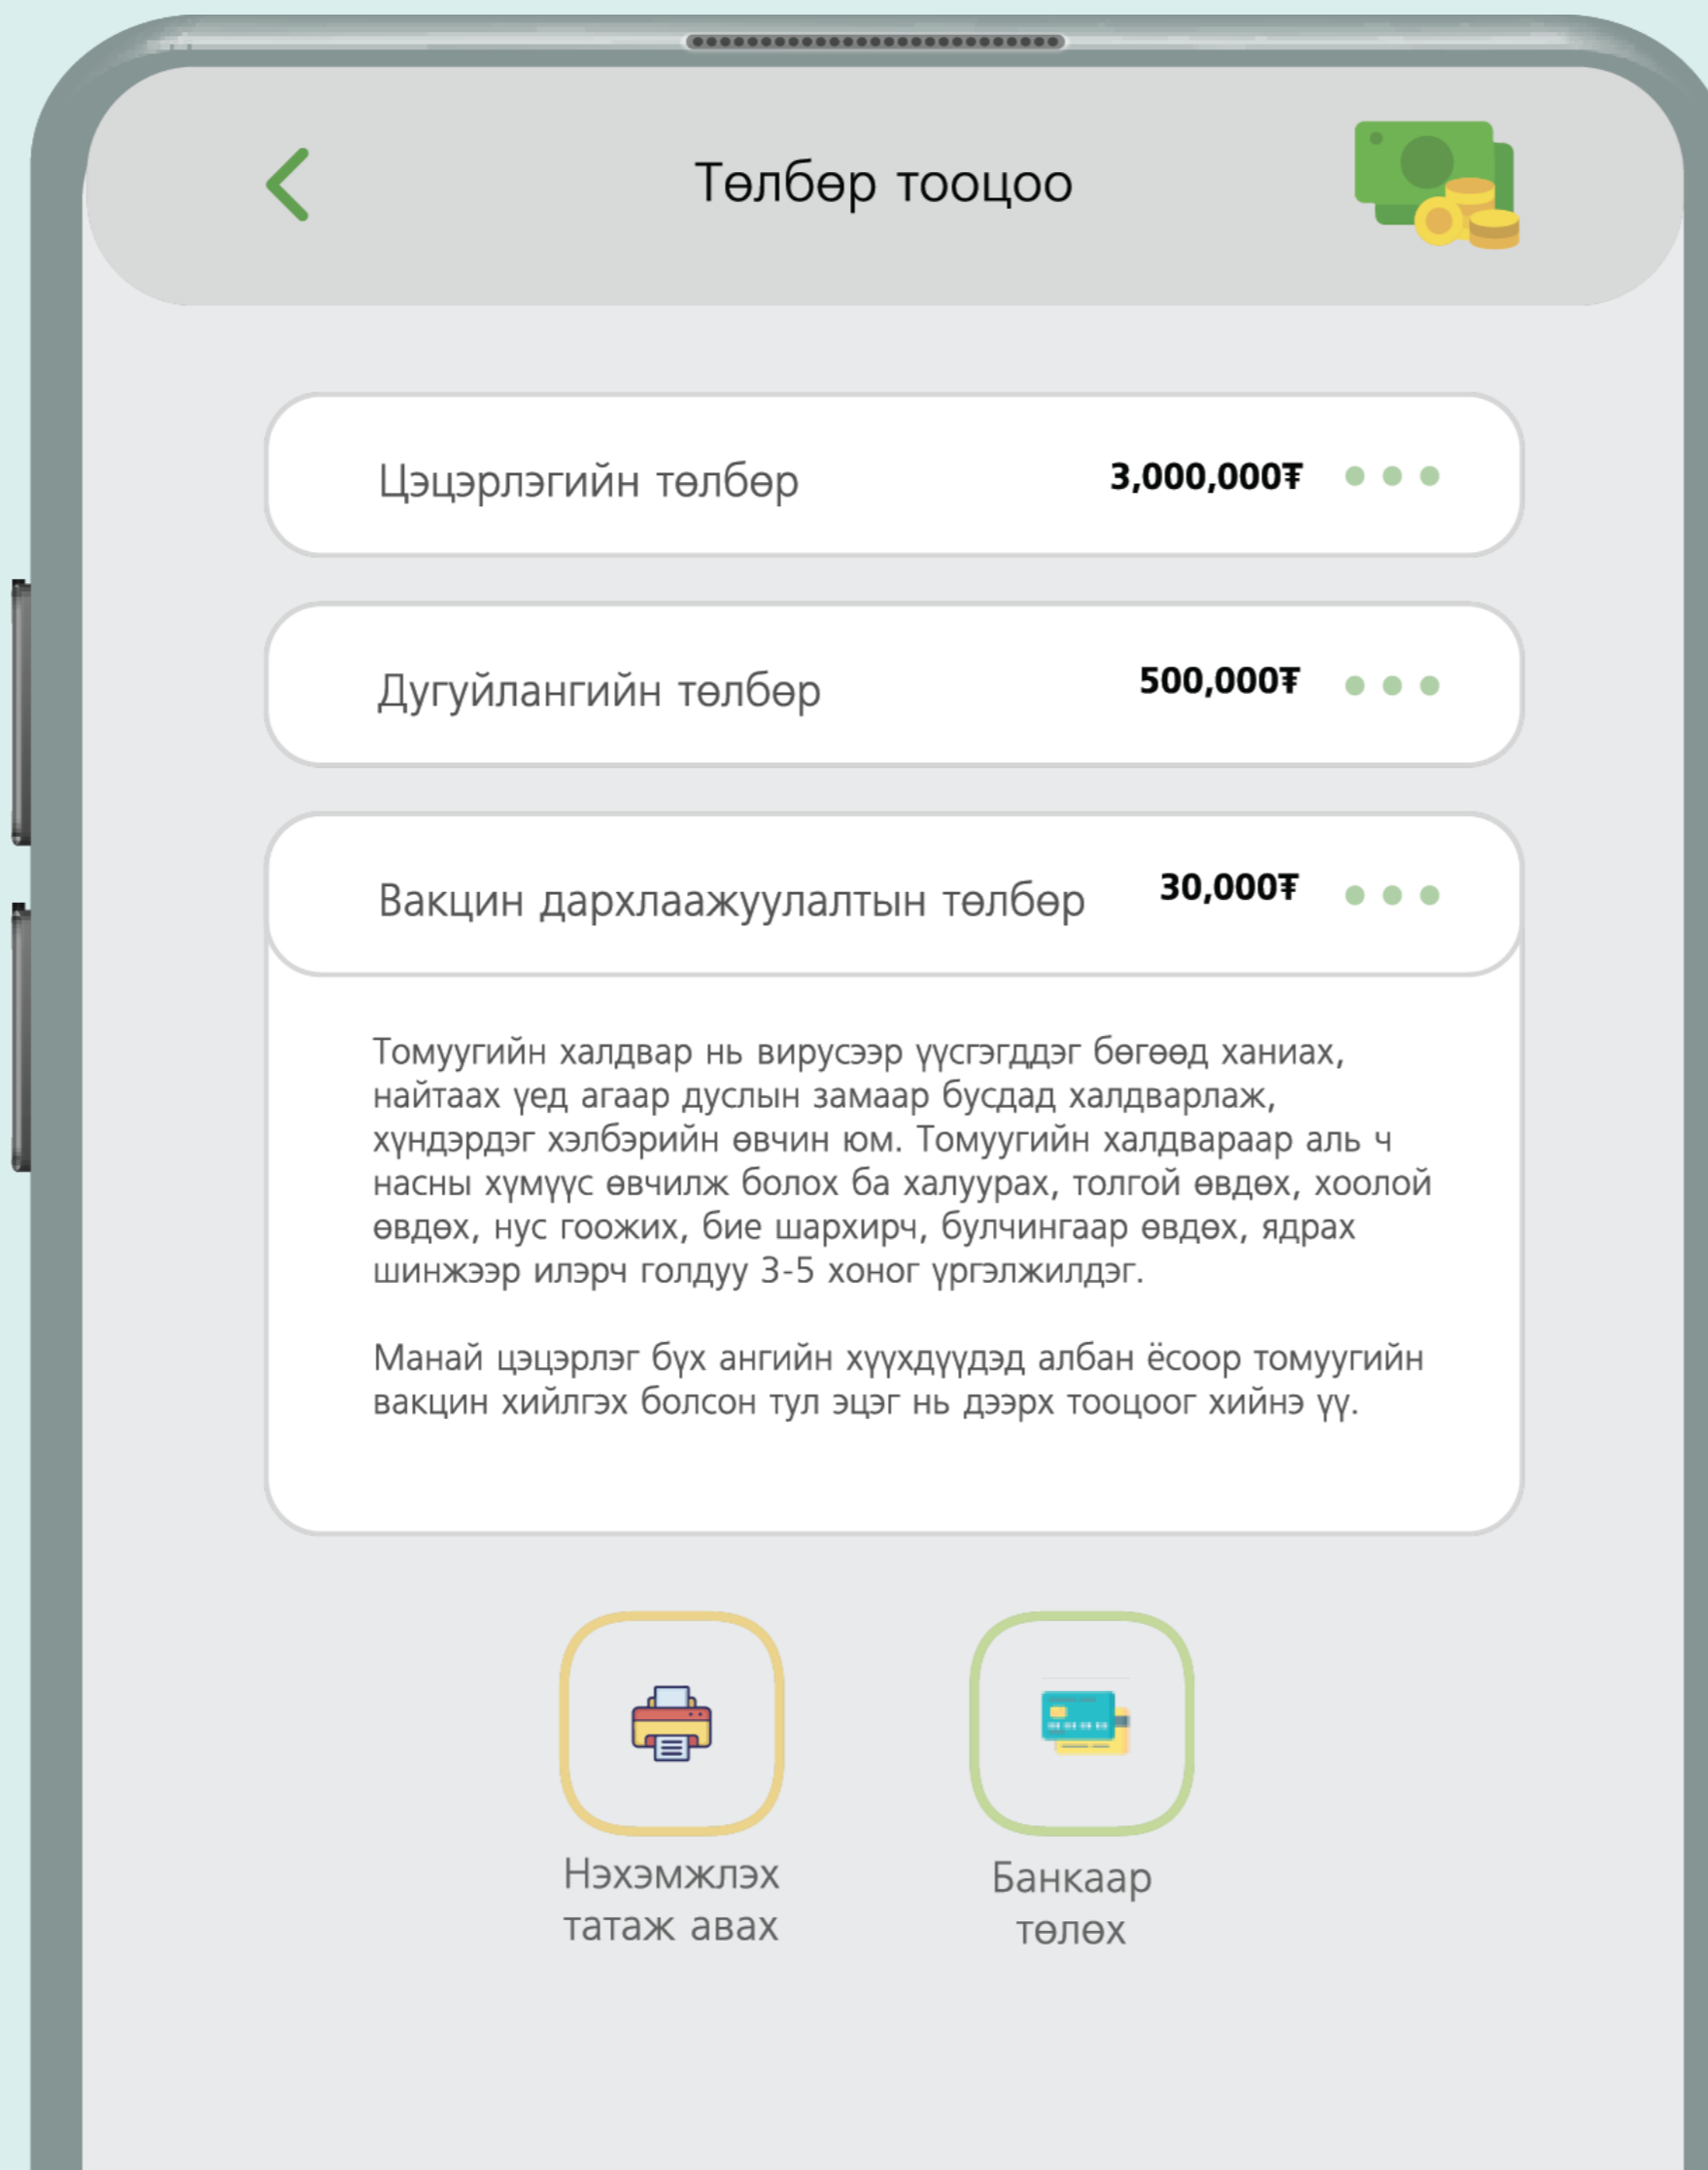 Төлбөр тооцоо
Цэцэрлэгийн төлбөр 3,000,000₮
Дугуйлангийн төлбөр 500,000₮
Вакцин дархлаажуулалтын төлбөр 30,000₮
Томуугийн халдвар нь вирусээр үүсгэгддэг бөгөөд ханиах,
найтаах үед агаар дуслын замаар бусдад халдварлаж,
хүндэрдэг хэлбэрийн өвчин юм. Томуугийн халдвараар аль ч
насны хүмүүс өвчилж болох ба халуурах, толгой өвдөх, хоолой
өвдөх, нус гоожих, бие шархирч, булчингаар өвдөх, ядрах
шинжээр илэрч голдуу 3-5 хоног үргэлжилдэг.
Манай цэцэрлэг бүх ангийн хүүхдүүдэд албан ёсоор томуугийн
вакцин хийлгэх болсон тул эцэг нь дээрх тооцоог хийнэ үү.
Нэхэмжлэх
татаж авах
Банкаар
төлөх